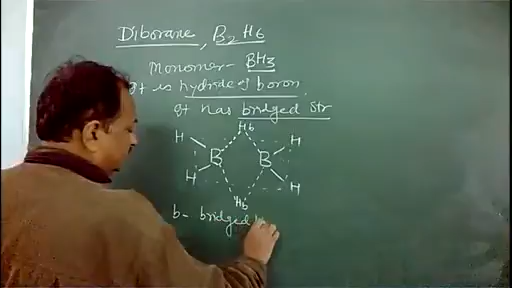 Diborane, B2H6
Monomer - BH3
It is hydride of boron
It has bridged Str
Hb
H H
B B
H H
Hb
b - bridged